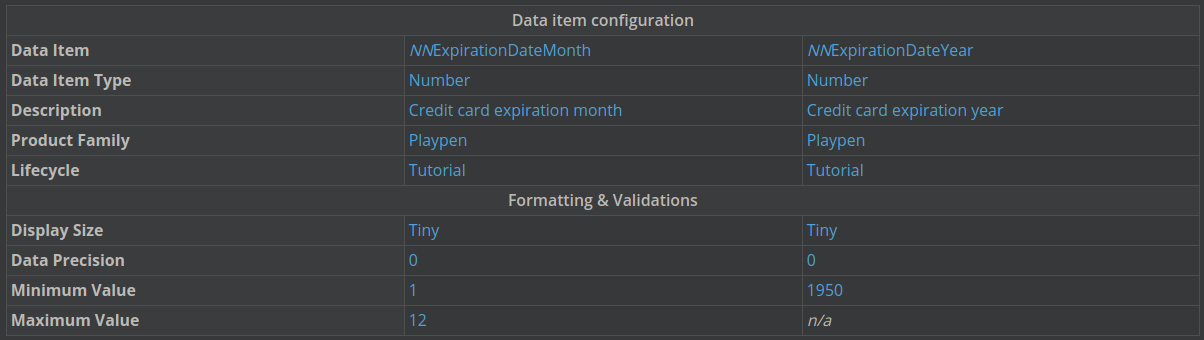 Data item configuration
Data Item NNExpirationDateMonth NNExpirationDateYear
Data Item Type Number Number
Description Credit card expiration month Credit card expiration year
Product Family Playpen Playpen
Lifecycle Tutorial Tutorial
Formatting & Validations
Display Size Tiny Tiny
Data Precision 0 0
Minimum Value 1 1950
Maximum Value 12 n/a